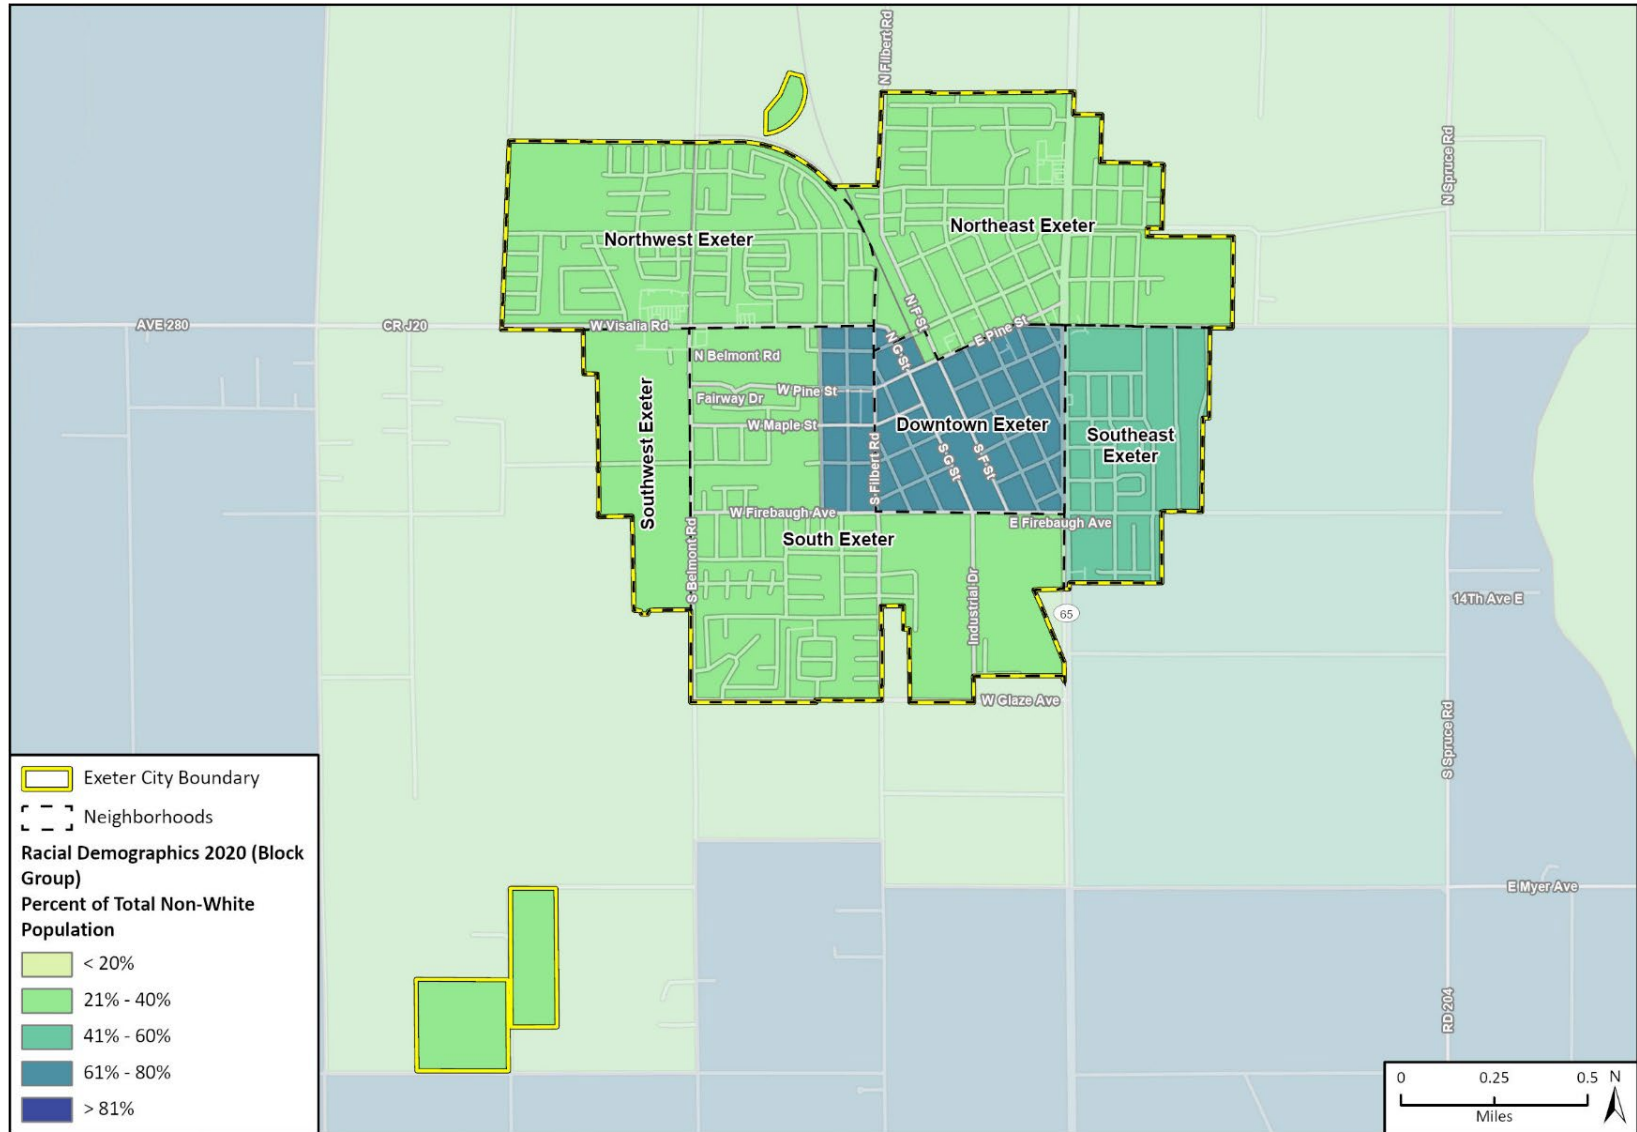 N Filbert Rd
N Spruce Rd
Northeast Exeter
Northwest Exeter
N F St
AVE 280
CR J20
W Visalia Rd
E Pine St
N G St
N Belmont Rd
W Pine St
Fairway Dr
W Maple St
Downtown Exeter
Southwest Exeter
Southeast
Exeter
S Filbert Rd
S G St
S F St
W Firebaugh Ave
E Firebaugh Ave
South Exeter
S Belmont Rd
Industrial Dr
65
14Th Ave E
W Glaze Ave
S Spruce Rd
E Myer Ave
RD 204
Exeter City Boundary
Neighborhoods
Racial Demographics 2020 (Block
Group)
Percent of Total Non-White
Population
< 20%
21% - 40%
41% - 60%
61% - 80%
> 81%
0 0.25 0.5 N
Miles